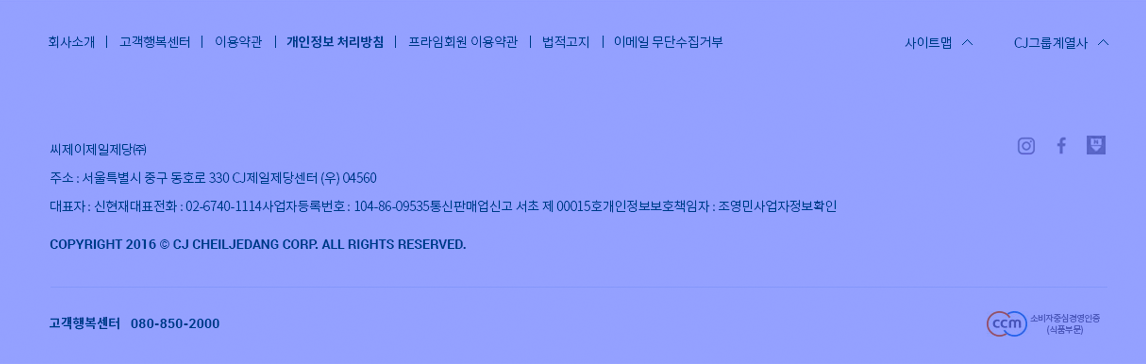 회사소개 | 고객행복센터 | 이용약관 | 개인정보 처리방침 | 프라임회원 이용약관 | 법적고지 | 이메일 무단수집거부 사이트맵 CJ그룹계열사
씨제이제일제당㈜
주소 : 서울특별시 중구 동호로 330 CJ제일제당센터 (우) 04560
대표자 : 신현재대표전화 : 02-6740-1114사업자등록번호 : 104-86-09535통신판매업신고 서초 제 00015호개인정보보호책임자 : 조영민사업자정보확인
COPYRIGHT 2016 © CJ CHEILJEDANG CORP. ALL RIGHTS RESERVED.
고객행복센터 080-850-2000
ccm 소비자중심경영인증
(식품부문)